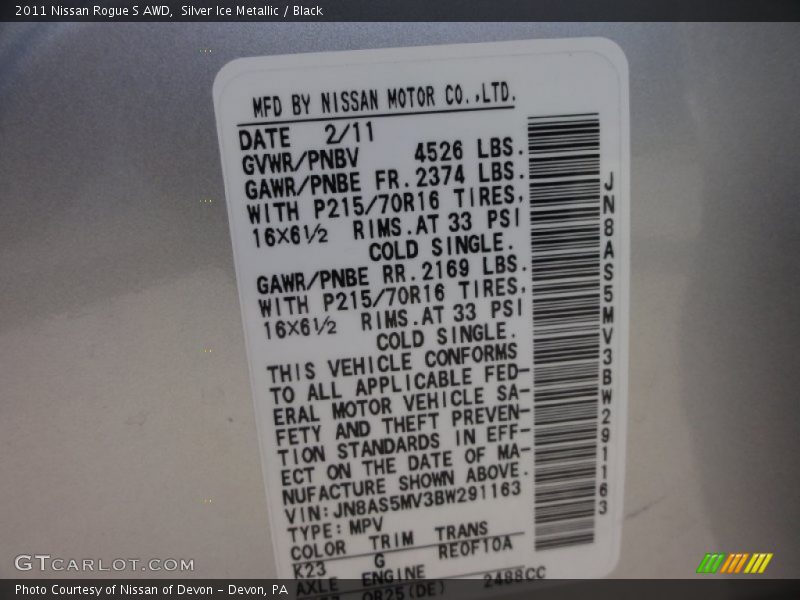 2011 Nissan Rogue S AWD,  Silver Ice Metallic / Black
MFD BY NISSAN MOTOR CO.,LTD.
DATE 2/11
GVWR/PNBV 4526 LBS.
GAWR/PNBE FR.2374 LBS.
WITH P215/70R16 TIRES,
16X6½ RIMS.AT 33 PSI
COLD SINGLE.
GAWR/PNBE RR.2169 LBS.
WITH P215/70R16 TIRES,
16X6½ RIMS.AT 33 PSI
COLD SINGLE.
THIS VEHICLE CONFORMS
TO ALL APPLICABLE FED-
ERAL MOTOR VEHICLE SA-
FETY AND THEFT PREVEN-
TION STANDARDS IN EFF-
ECT ON THE DATE OF MA-
NUFACTURE SHOWN ABOVE.
VIN:JN8AS5MV3BW291163
TYPE:MPV
COLOR TRIM TRANS
K23 G RE0F10A
AXLE ENGINE
QR25(DE) 2488CC
JN8AS5MV3BW291163
GTCarLot.com
Photo Courtesy of Nissan of Devon - Devon, PA